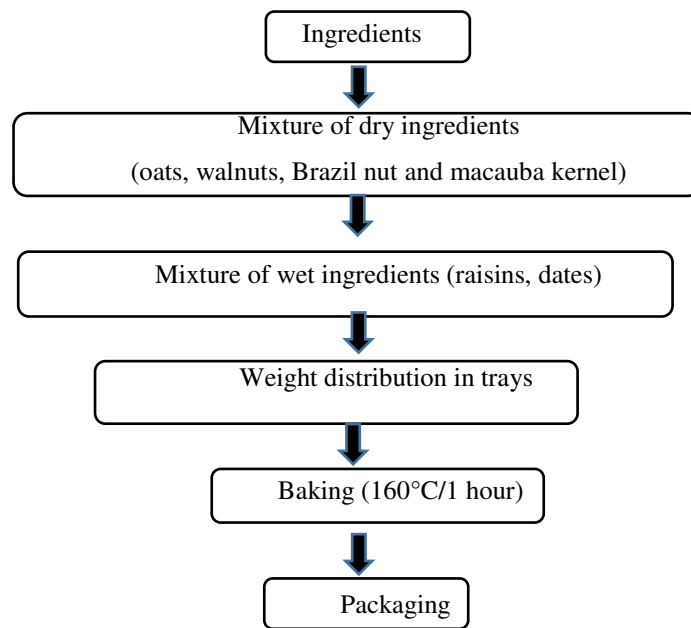 Ingredients
Mixture of dry ingredients
(oats, walnuts, Brazil nut and macauba kernel)
Mixture of wet ingredients (raisins, dates)
Weight distribution in trays
Baking (160°C/1 hour)
Packaging